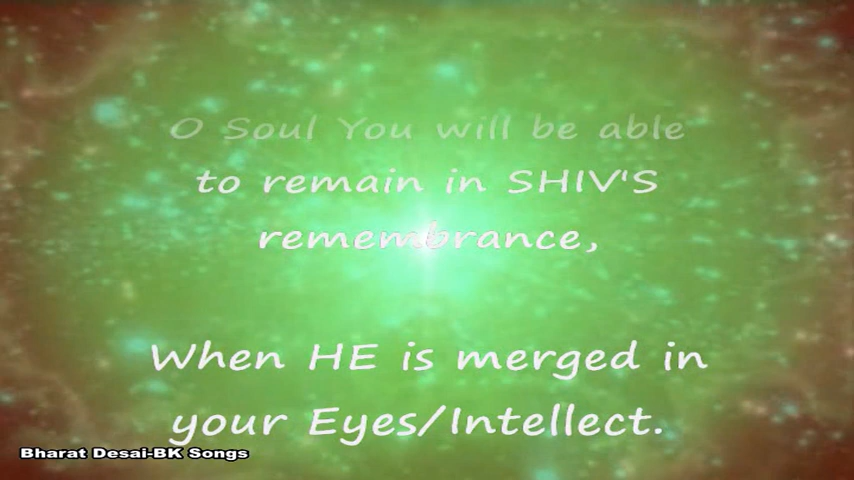 O Soul You will be able
to remain in SHIV'S
remembrance,
When HE is merged in
your Eyes/Intellect.
Bharat Desai-BK Songs